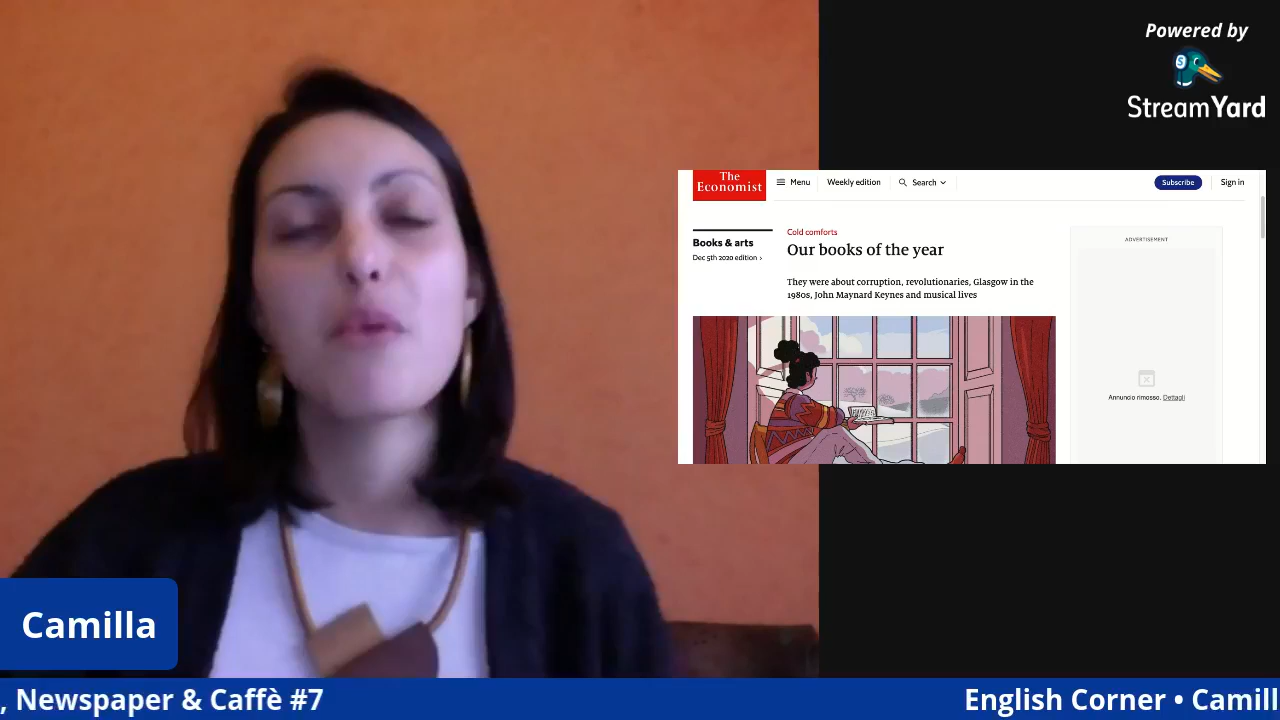 Powered by
StreamYard
The
Economist
Menu
Weekly edition
Search
Subscribe
Sign in
Books & arts
Dec 5th 2020 edition ›
Cold comforts
Our books of the year
They were about corruption, revolutionaries, Glasgow in the
1980s, John Maynard Keynes and musical lives
ADVERTISEMENT
Annuncio rimosso. Dettagli
Camilla
, Newspaper & Caffè #7
English Corner • Camill